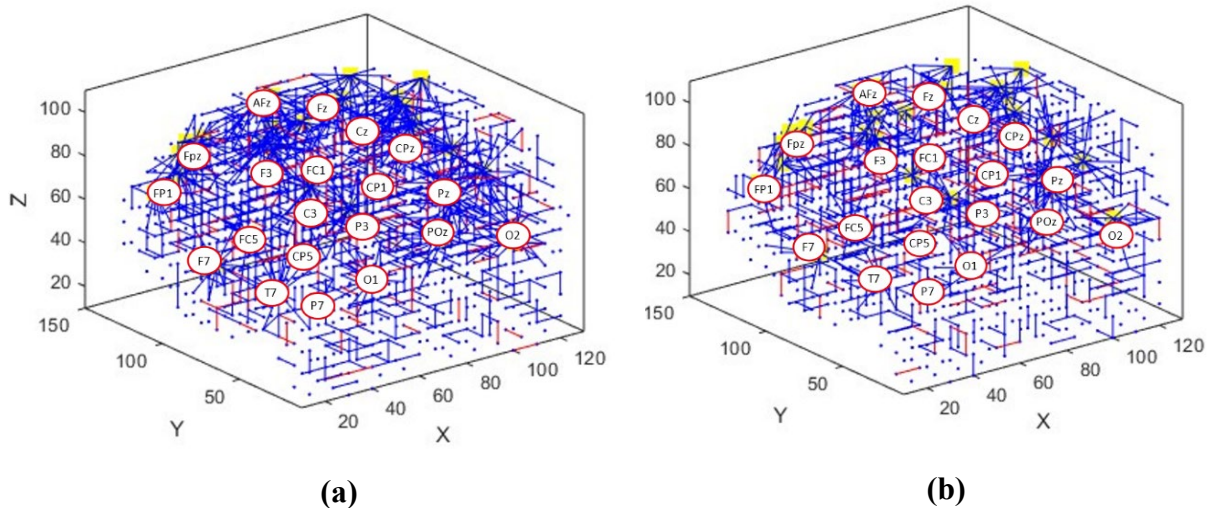 AFz Fz Cz CPz Fpz F3 FC1 CP1 Pz FP1 C3 P3 POz O2 FC5 F7 CP5 O1 T7 P7
100 80 60 40 20
Z
150 100 50
Y
20 40 60 80 100 120
X
(a)
AFz Fz Cz CPz Fpz F3 FC1 CP1 Pz FP1 C3 P3 POz O2 FC5 F7 CP5 O1 T7 P7
100 80 60 40 20
150 100 50
Y
20 40 60 80 100 120
X
(b)